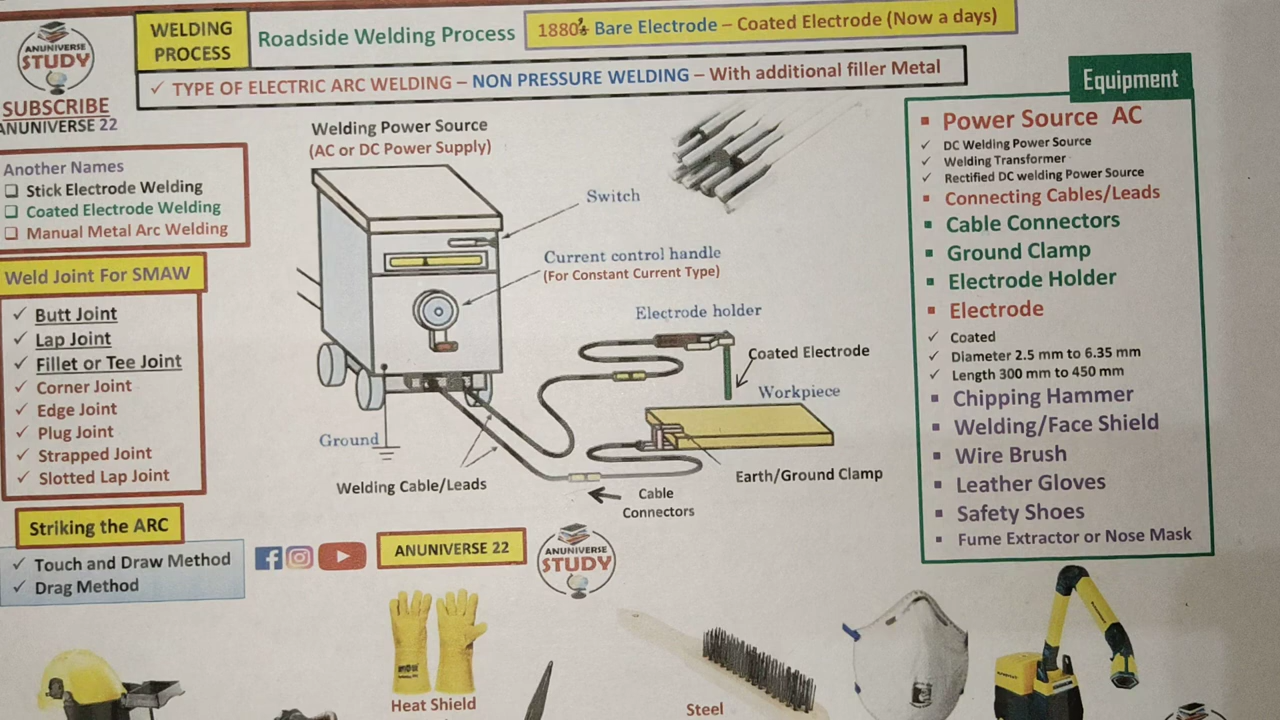 ANUNIVERSE
STUDY
SUBSCRIBE
ANUNIVERSE 22
WELDING
PROCESS
Roadside Welding Process
1880's Bare Electrode – Coated Electrode (Now a days)
✓ TYPE OF ELECTRIC ARC WELDING – NON PRESSURE WELDING – With additional filler Metal
Another Names
❑ Stick Electrode Welding
❑ Coated Electrode Welding
❑ Manual Metal Arc Welding
Weld Joint For SMAW
✓ Butt Joint
✓ Lap Joint
✓ Fillet or Tee Joint
✓ Corner Joint
✓ Edge Joint
✓ Plug Joint
✓ Strapped Joint
✓ Slotted Lap Joint
Striking the ARC
✓ Touch and Draw Method
✓ Drag Method
Welding Power Source
(AC or DC Power Supply)
Switch
Current control handle
(For Constant Current Type)
Electrode holder
Coated Electrode
Workpiece
Ground
Welding Cable/Leads
Earth/Ground Clamp
Cable
Connectors
ANUNIVERSE 22
ANUNIVERSE
STUDY
Equipment
▪ Power Source AC
✓ DC Welding Power Source
✓ Welding Transformer
✓ Rectified DC welding Power Source
▪ Connecting Cables/Leads
▪ Cable Connectors
▪ Ground Clamp
▪ Electrode Holder
▪ Electrode
✓ Coated
✓ Diameter 2.5 mm to 6.35 mm
✓ Length 300 mm to 450 mm
▪ Chipping Hammer
▪ Welding/Face Shield
▪ Wire Brush
▪ Leather Gloves
▪ Safety Shoes
▪ Fume Extractor or Nose Mask
Heat Shield
Steel
ANUNIVERSE